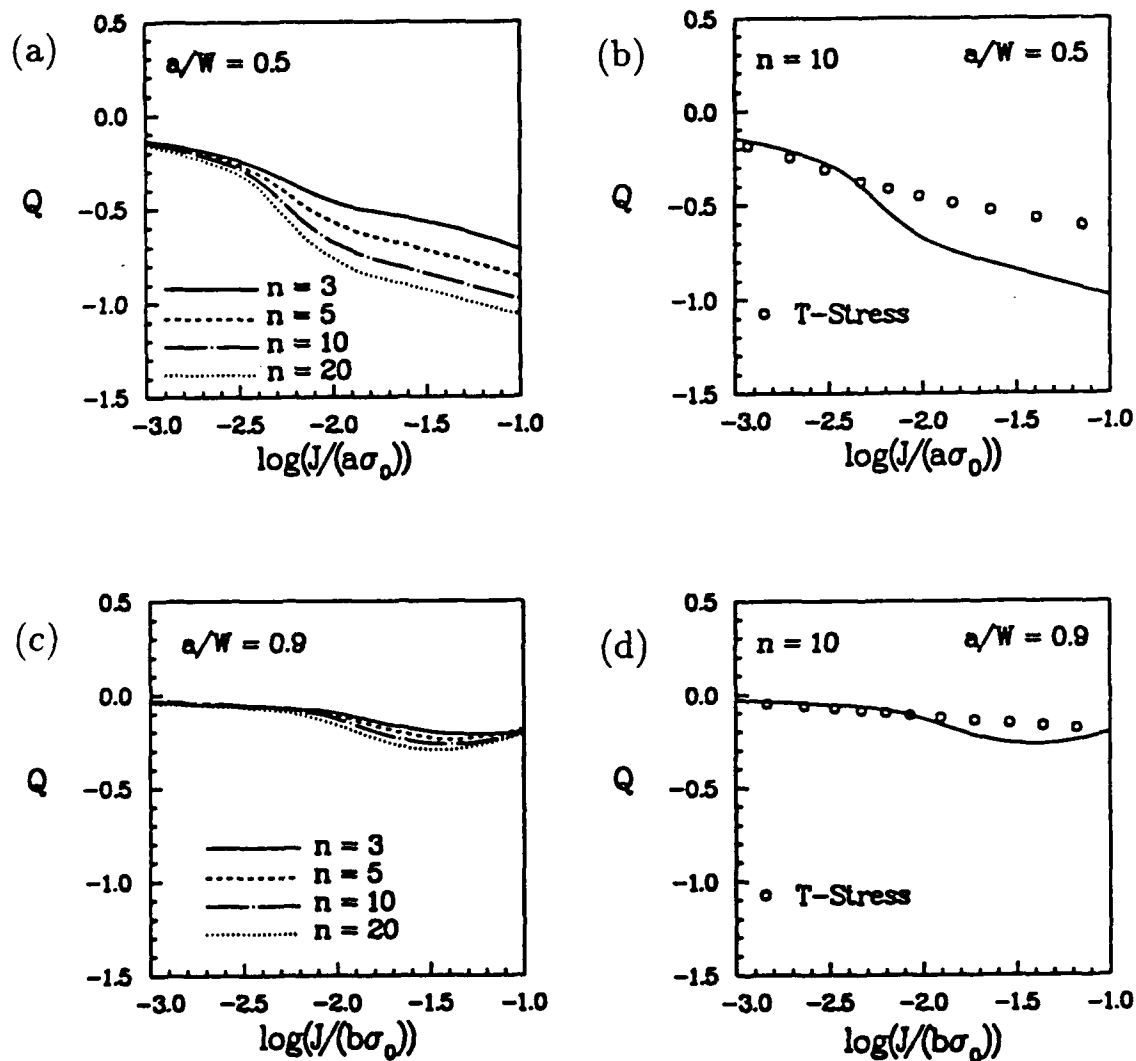 (a)
a/W = 0.5
0.5
0.0
-0.5
-1.0
-1.5
Q
n = 3
n = 5
n = 10
n = 20
-3.0 -2.5 -2.0 -1.5 -1.0
log(J/(aσ₀))
(b)
n = 10 a/W = 0.5
0.5
0.0
-0.5
-1.0
-1.5
Q
T-Stress
-3.0 -2.5 -2.0 -1.5 -1.0
log(J/(aσ₀))
(c)
a/W = 0.9
0.5
0.0
-0.5
-1.0
-1.5
Q
n = 3
n = 5
n = 10
n = 20
-3.0 -2.5 -2.0 -1.5 -1.0
log(J/(bσ₀))
(d)
n = 10 a/W = 0.9
0.5
0.0
-0.5
-1.0
-1.5
Q
T-Stress
-3.0 -2.5 -2.0 -1.5 -1.0
log(J/(bσ₀))